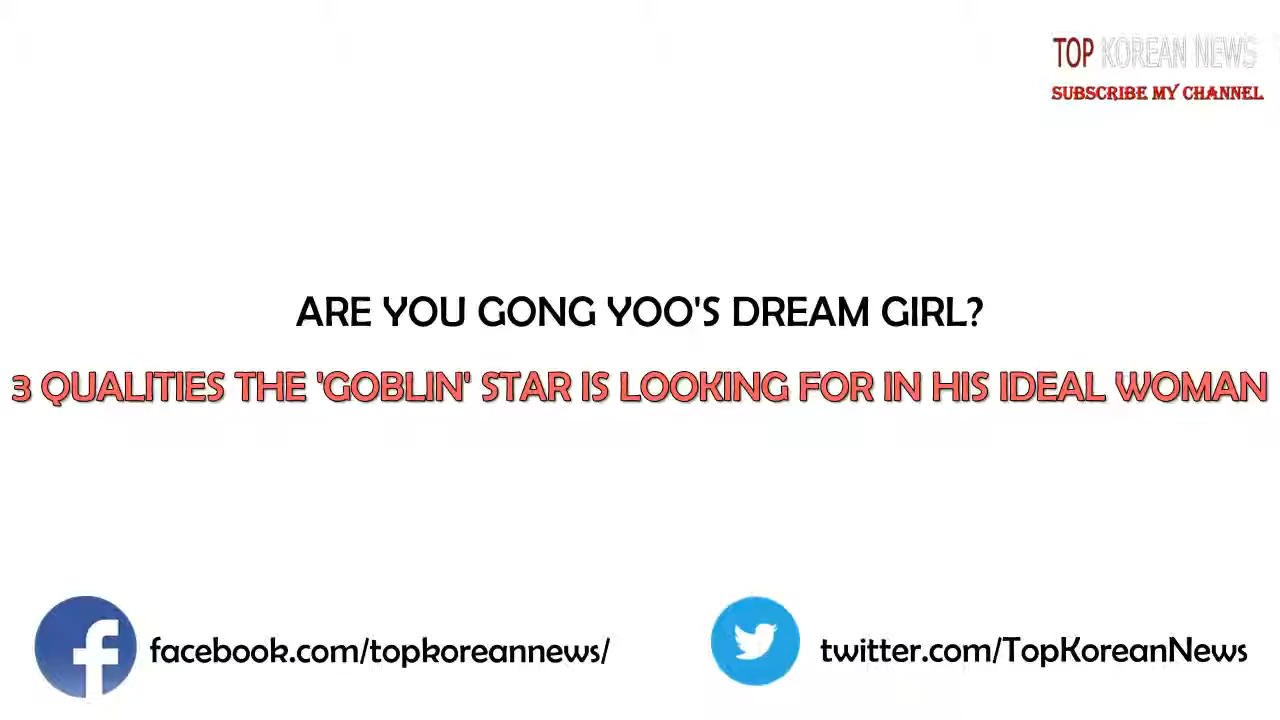 TOP KOREAN NEWS
SUBSCRIBE MY CHANNEL
ARE YOU GONG YOO'S DREAM GIRL?
3 QUALITIES THE 'GOBLIN' STAR IS LOOKING FOR IN HIS IDEAL WOMAN
facebook.com/topkoreannews/
twitter.com/TopKoreanNews